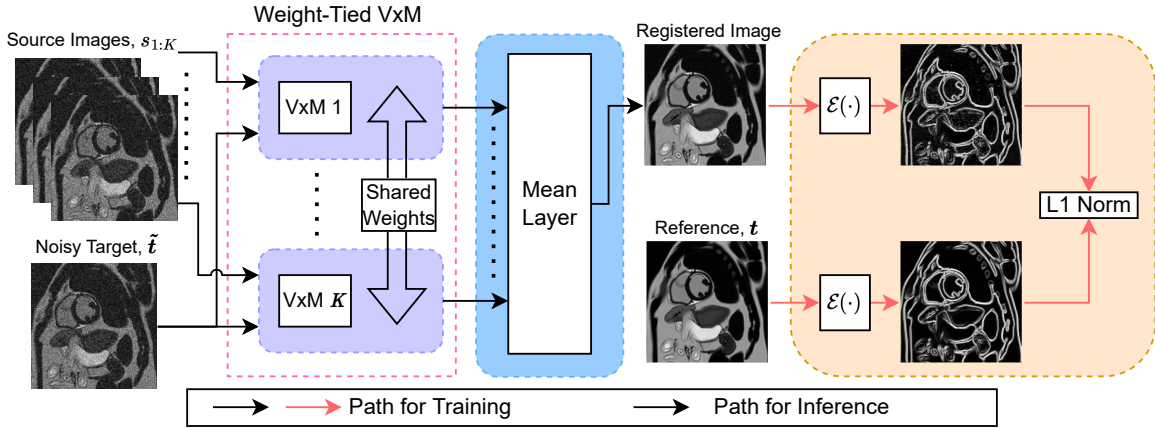 Weight-Tied VxM
Source Images, s₁:K
VxM 1
Shared
Weights
VxM K
Noisy Target, t̃
Mean
Layer
Registered Image
Reference, t
ℰ(·)
ℰ(·)
L1 Norm
Path for Training
Path for Inference